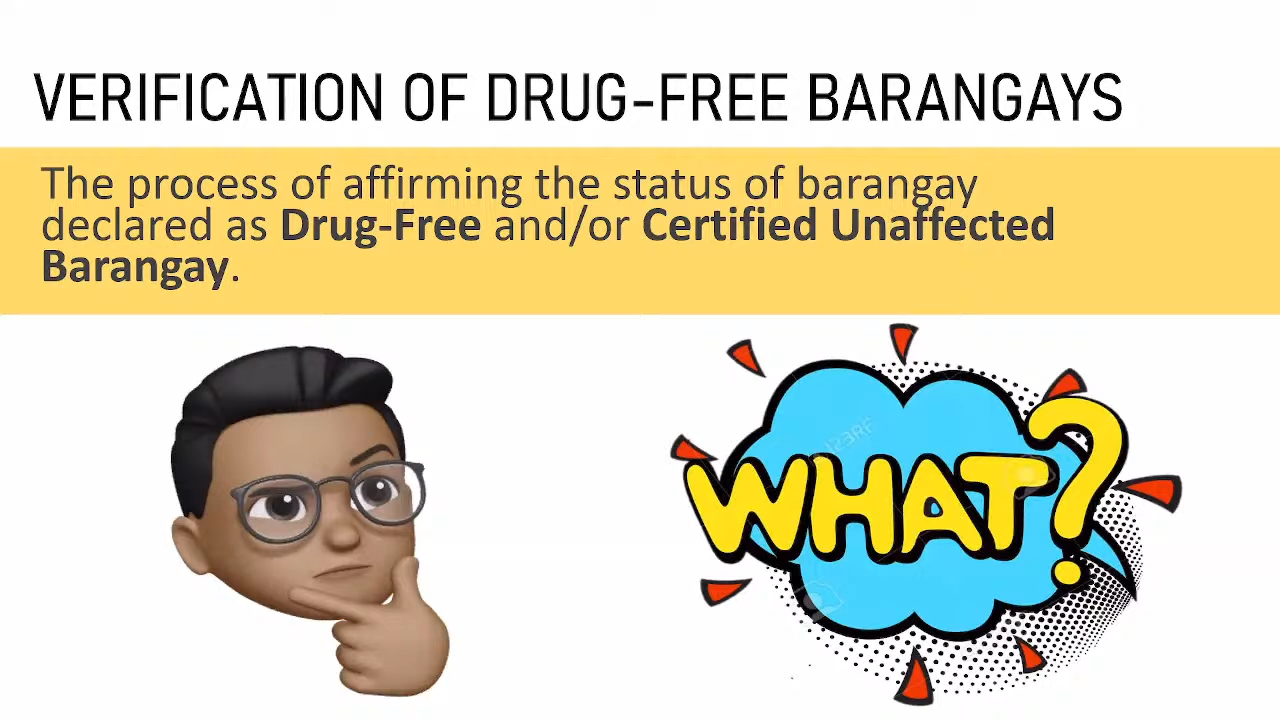 VERIFICATION OF DRUG-FREE BARANGAYS
The process of affirming the status of barangay
declared as Drug-Free and/or Certified Unaffected
Barangay.
WHAT?
123RF